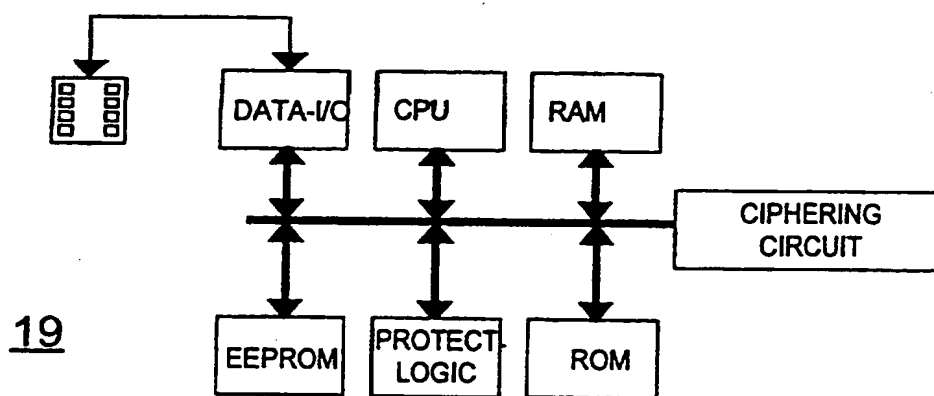 DATA-I/O
CPU
RAM
CIPHERING
CIRCUIT
19
EEPROM
PROTECT-
LOGIC
ROM